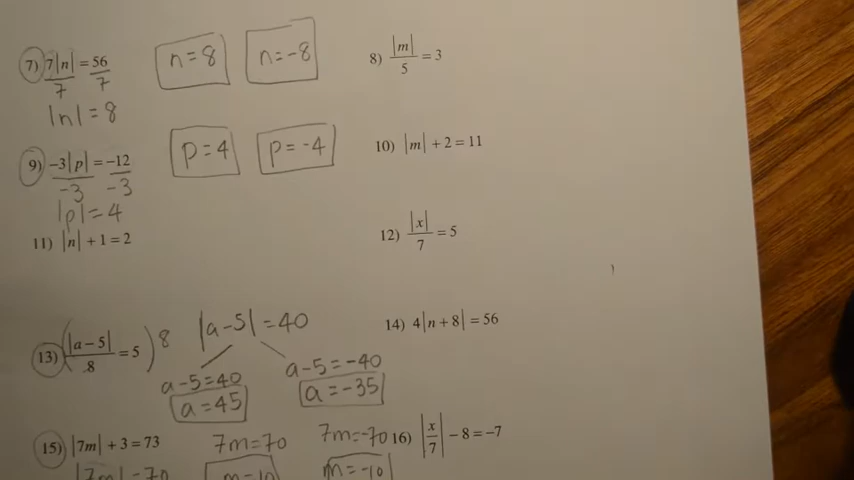 7) 7|n| = 56 n = 8 n = -8 8) |m| = 3
7 7 5
|n| = 8
9) -3|p| = -12 p = 4 p = -4 10) |m| + 2 = 11
-3 -3
|p| = 4
11) |n| + 1 = 2 12) |x| = 5
7
13) (|a - 5| = 5) 8 |a-5| = 40 14) 4|n + 8| = 56
8
a-5 = 40 a-5 = -40
a = 45 a = -35
15) |7m| + 3 = 73 7m = 70 7m = -70 16) |x/7| - 8 = -7
|7m| = 70 m = 10 m = -10